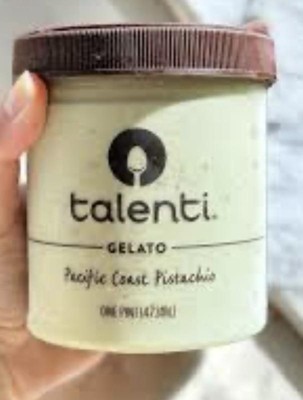 talenti
GELATO
Pacific Coast Pistachio
ONE PINT (473mL)